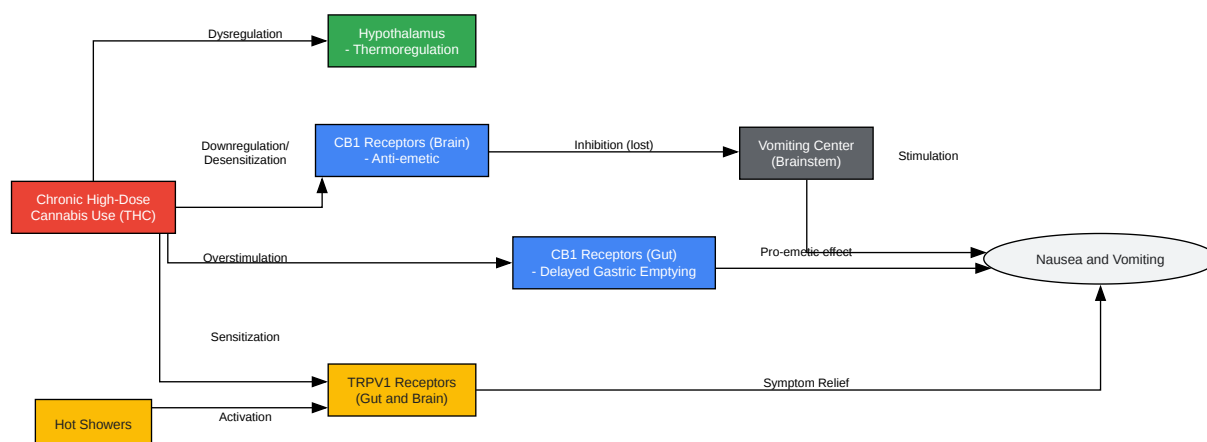 Dysregulation
Hypothalamus
- Thermoregulation
Downregulation/
Desensitization
CB1 Receptors (Brain)
- Anti-emetic
Inhibition (lost)
Vomiting Center
(Brainstem)
Stimulation
Chronic High-Dose
Cannabis Use (THC)
Overstimulation
CB1 Receptors (Gut)
- Delayed Gastric Emptying
Pro-emetic effect
Nausea and Vomiting
Sensitization
TRPV1 Receptors
(Gut and Brain)
Symptom Relief
Hot Showers
Activation